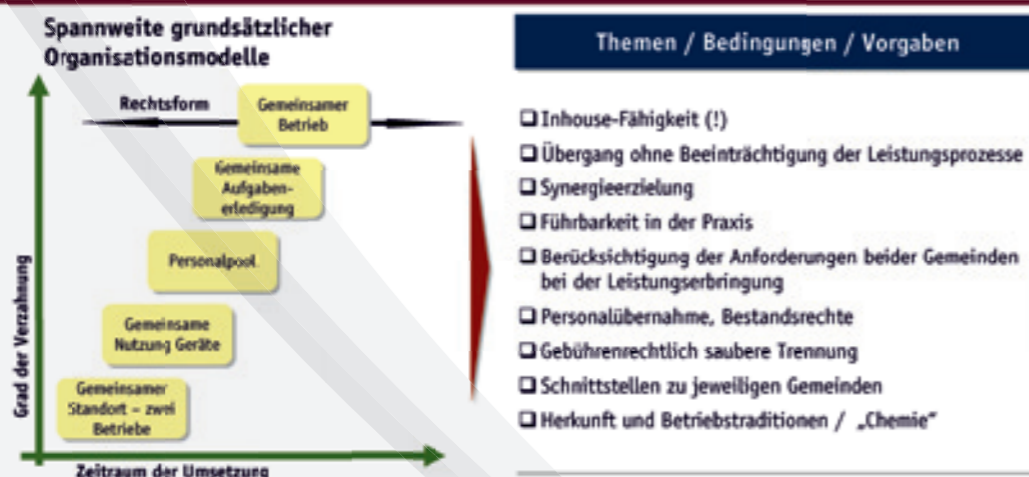 Spannweite grundsätzlicher
Organisationsmodelle
Grad der Verzahnung
Rechtsform
Gemeinsamer
Betrieb
Gemeinsame
Aufgaben-
erledigung
Personalpool
Gemeinsame
Nutzung Geräte
Gemeinsamer
Standort – zwei
Betriebe
Zeitraum der Umsetzung
Themen / Bedingungen / Vorgaben
Inhouse-Fähigkeit (!)
Übergang ohne Beeinträchtigung der Leistungsprozesse
Synergieerzielung
Führbarkeit in der Praxis
Berücksichtigung der Anforderungen beider Gemeinden
bei der Leistungserbringung
Personalübernahme, Bestandsrechte
Gebührenrechtlich saubere Trennung
Schnittstellen zu jeweiligen Gemeinden
Herkunft und Betriebstraditionen / „Chemie“